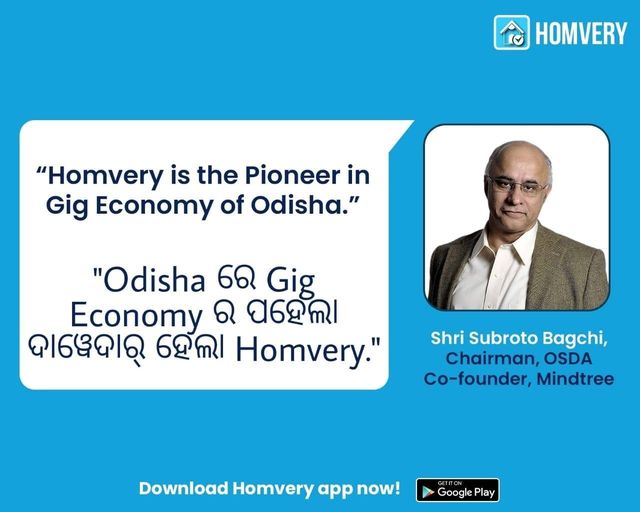 HOMVERY
“Homvery is the Pioneer in
Gig Economy of Odisha.”
"Odisha ରେ Gig
Economy ର ପହେଲା
ଦାୱେଦାର୍ ହେଲା Homvery."
Shri Subroto Bagchi,
Chairman, OSDA
Co-founder, Mindtree
Download Homvery app now!
GET IT ON
Google Play